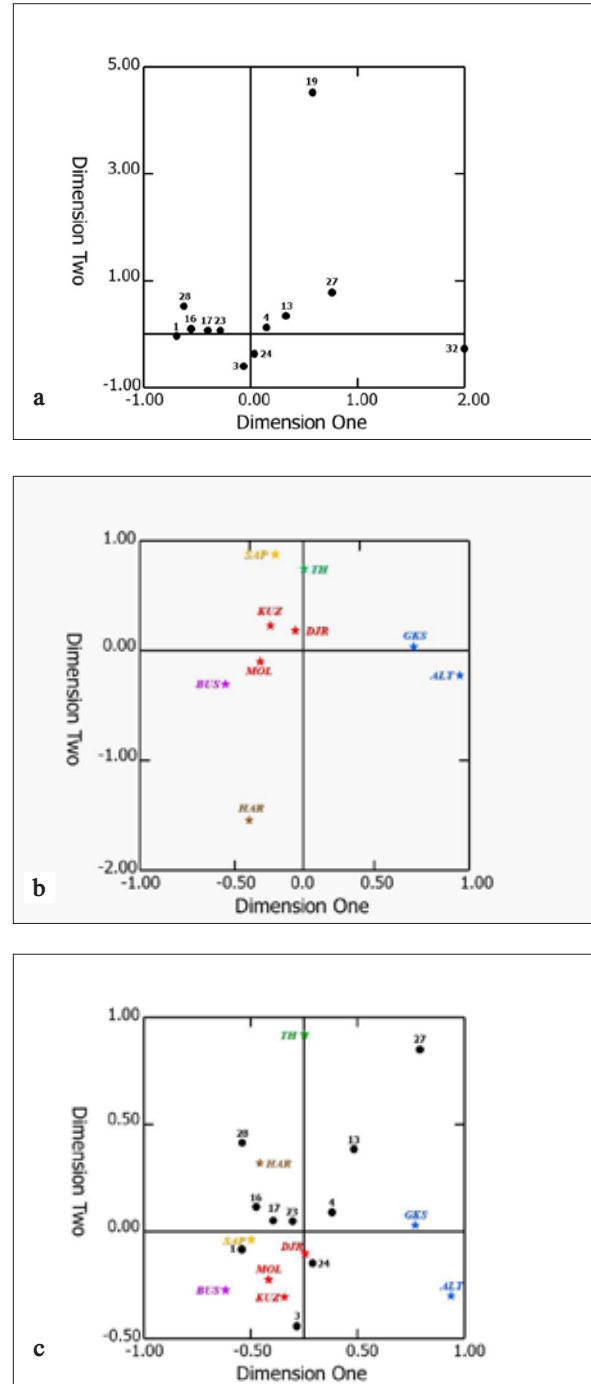 5.00
19
3.00
Dimension Two
1.00
28
16
17
23
1
4
13
27
3
24
32
-1.00
a
-1.00
0.00
1.00
2.00
Dimension One
1.00
SAP
TH
KUZ
DJR
GKS
0.00
MOL
ALT
BUS
Dimension Two
-1.00
HAR
-2.00
b
-1.00
-0.50
0.0
0.50
1.00
Dimension One
1.00
TH
27
0.50
28
13
HAR
Dimension Two
16
17
23
4
GKS
0.00
SAP
1
DJR
24
MOL
BUS
KUZ
ALT
3
-0.50
c
-1.00
-0.50
0.50
1.00
Dimension One